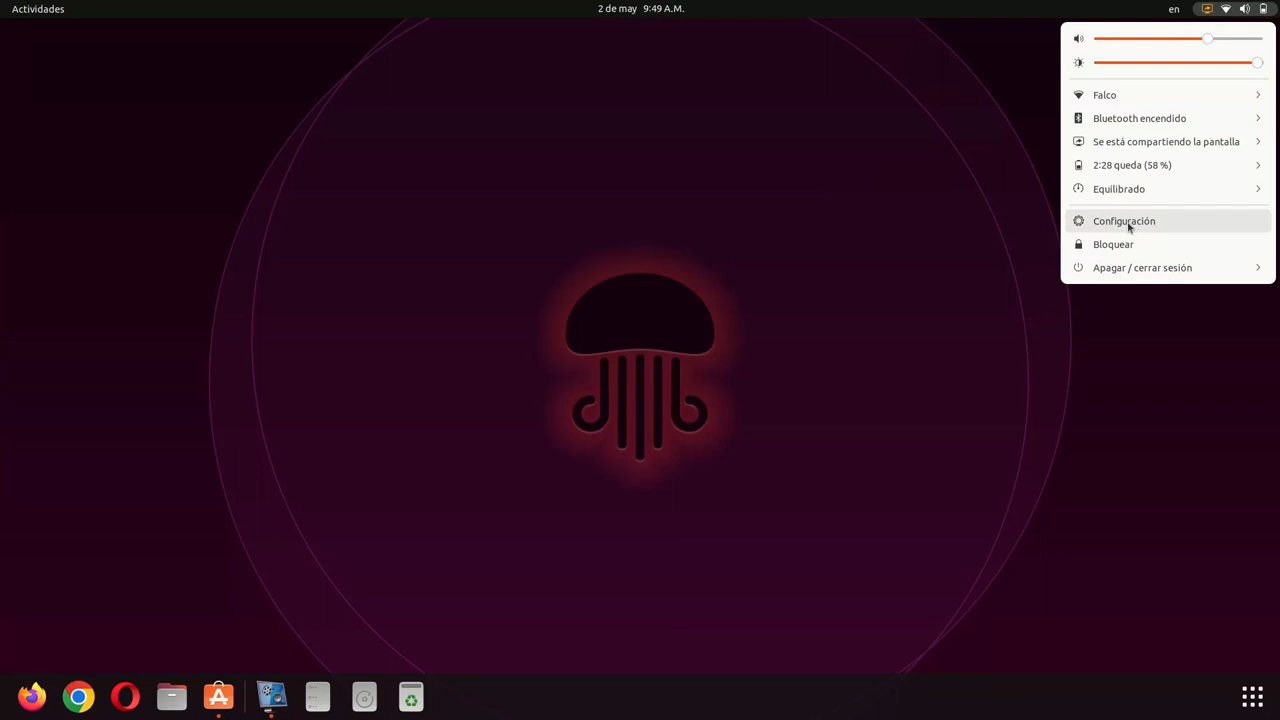 Actividades
2 de may 9:49 A.M.
en
Falco
Bluetooth encendido
Se está compartiendo la pantalla
2:28 queda (58 %)
Equilibrado
Configuración
Bloquear
Apagar / cerrar sesión